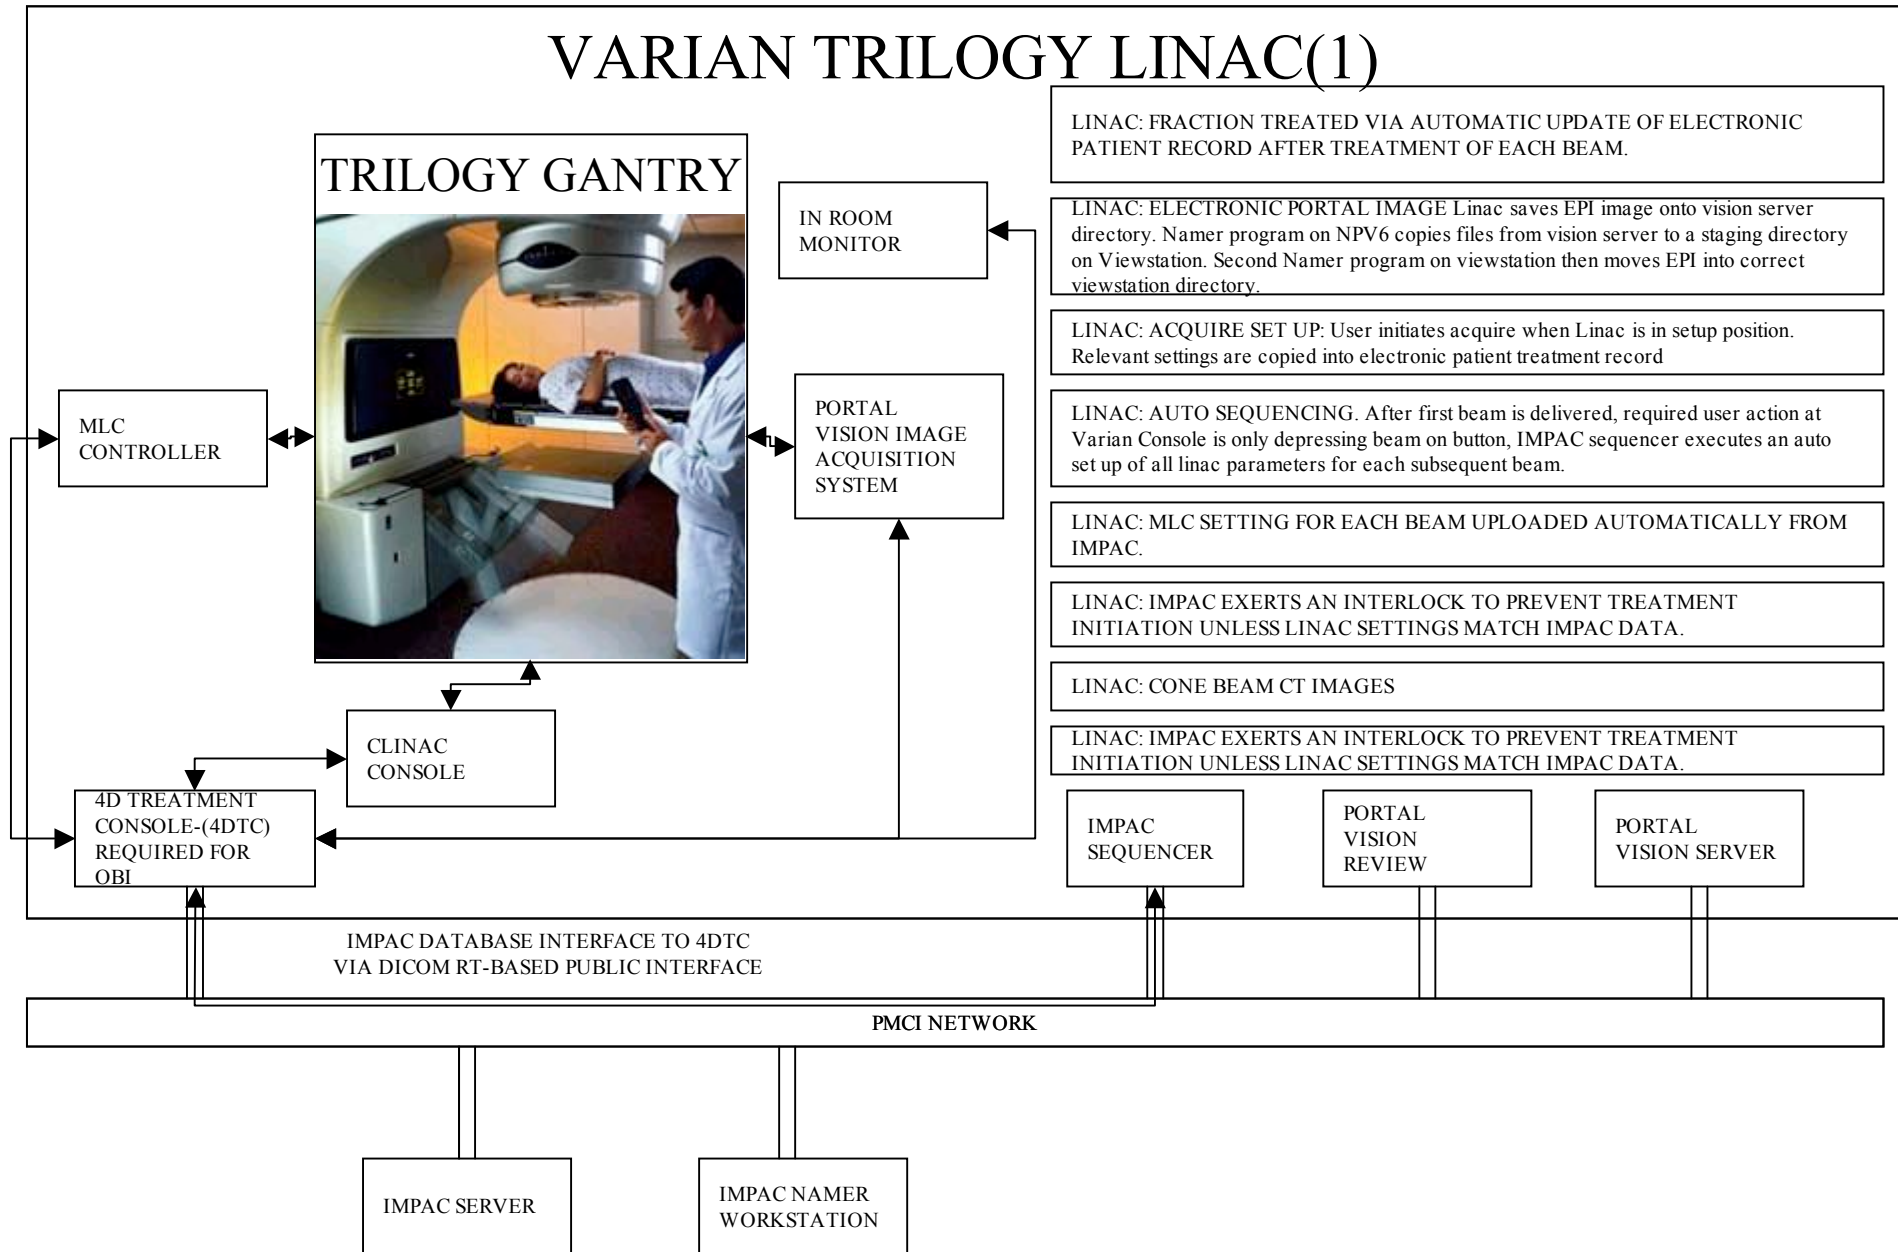 VARIAN TRILOGY LINAC(1)
TRILOGY GANTRY
IN ROOM
MONITOR
MLC
CONTROLLER
PORTAL
VISION IMAGE
ACQUISITION
SYSTEM
CLINAC
CONSOLE
4D TREATMENT
CONSOLE-(4DTC)
REQUIRED FOR
OBI
LINAC: FRACTION TREATED VIA AUTOMATIC UPDATE OF ELECTRONIC
PATIENT RECORD AFTER TREATMENT OF EACH BEAM.
LINAC: ELECTRONIC PORTAL IMAGE Linac saves EPI image onto vision server
directory. Namer program on NPV6 copies files from vision server to a staging directory
on Viewstation. Second Namer program on viewstation then moves EPI into correct
viewstation directory.
LINAC: ACQUIRE SET UP: User initiates acquire when Linac is in setup position.
Relevant settings are copied into electronic patient treatment record
LINAC: AUTO SEQUENCING. After first beam is delivered, required user action at
Varian Console is only depressing beam on button, IMPAC sequencer executes an auto
set up of all linac parameters for each subsequent beam.
LINAC: MLC SETTING FOR EACH BEAM UPLOADED AUTOMATICALLY FROM
IMPAC.
LINAC: IMPAC EXERTS AN INTERLOCK TO PREVENT TREATMENT
INITIATION UNLESS LINAC SETTINGS MATCH IMPAC DATA.
LINAC: CONE BEAM CT IMAGES
LINAC: IMPAC EXERTS AN INTERLOCK TO PREVENT TREATMENT
INITIATION UNLESS LINAC SETTINGS MATCH IMPAC DATA.
IMPAC
SEQUENCER
PORTAL
VISION
REVIEW
PORTAL
VISION SERVER
IMPAC DATABASE INTERFACE TO 4DTC
VIA DICOM RT-BASED PUBLIC INTERFACE
PMCI NETWORK
IMPAC SERVER
IMPAC NAMER
WORKSTATION